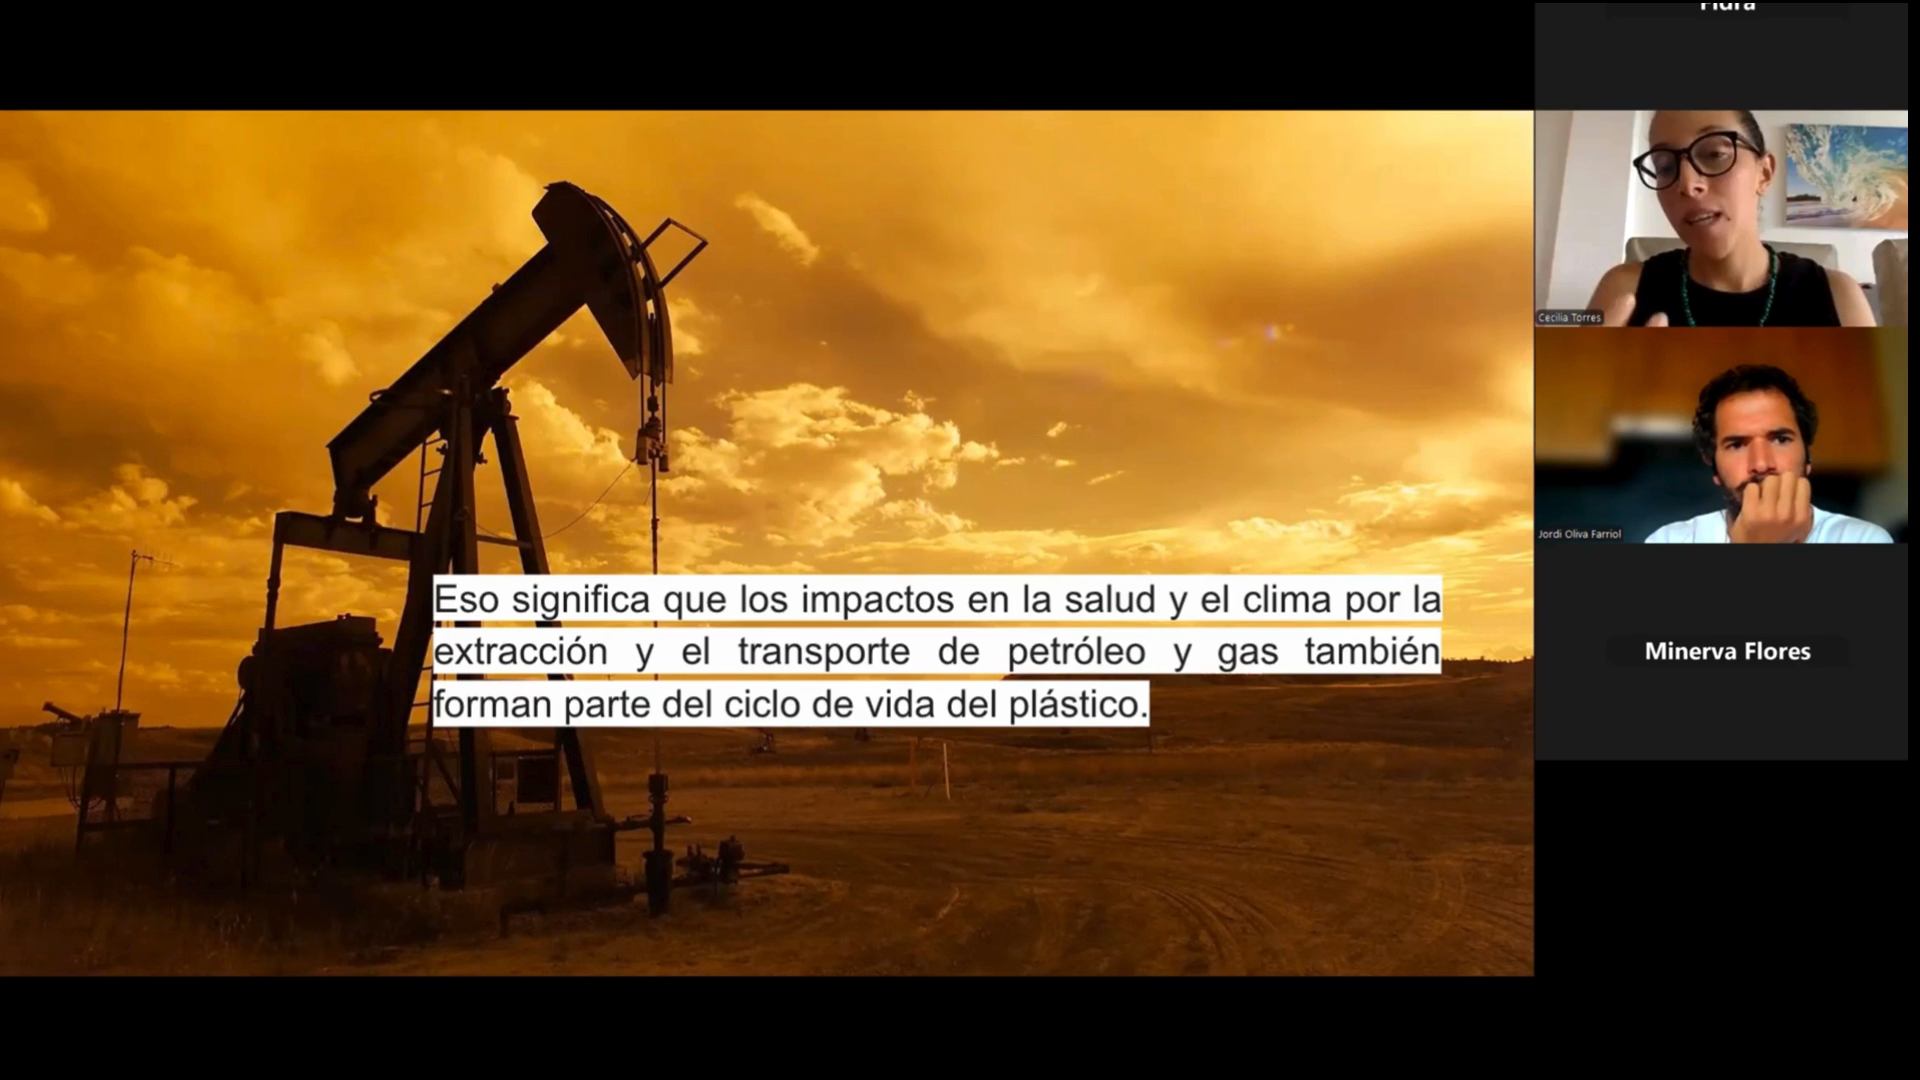 Eso significa que los impactos en la salud y el clima por la
extracción y el transporte de petróleo y gas también
forman parte del ciclo de vida del plástico.
Cecilia Torres
Jordi Oliva Farriol
Minerva Flores